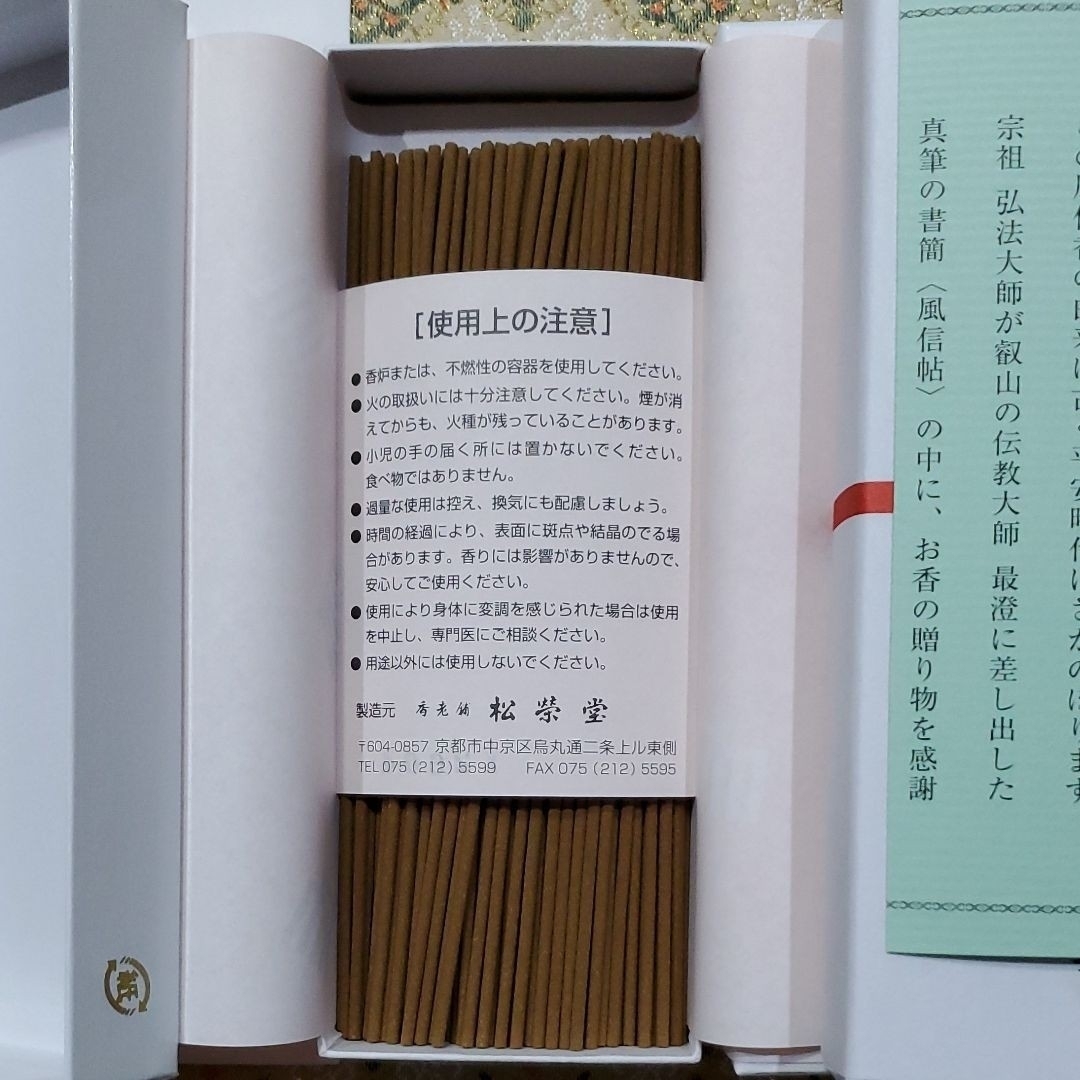 [使用上の注意]
●香炉または、不燃性の容器を使用してください。
●火の取扱いには十分注意してください。煙が消
えてからも、火種が残っていることがあります。
●小児の手の届く所には置かないでください。
食べ物ではありません。
●過量な使用は控え、換気にも配慮しましょう。
●時間の経過により、表面に斑点や結晶のでる場
合があります。香りには影響がありませんので、
安心してご使用ください。
●使用により身体に変調を感じられた場合は使用
を中止し、専門医にご相談ください。
●用途以外には使用しないでください。
製造元 香老舗 松榮堂
〒604-0857 京都市中京区烏丸通二条上ル東側
TEL 075(212)5599 FAX 075(212)5595
宗祖 弘法大師が叡山の伝教大師 最澄に差し出した
真筆の書簡〈風信帖〉の中に、お香の贈り物を感謝